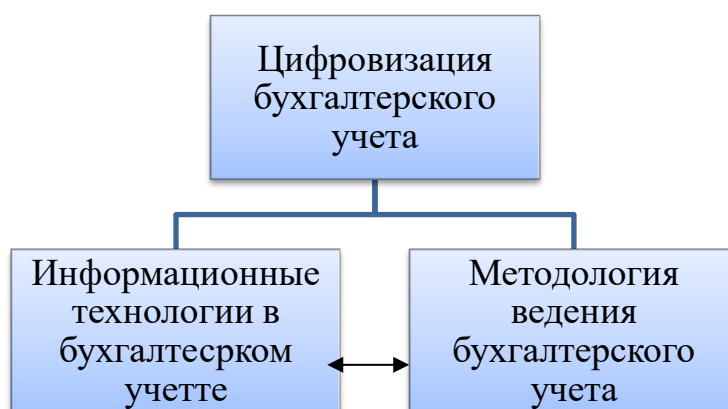 Цифровизация
бухгалтерского
учета
Информационные
технологии в
бухгалтесрком
учетте
Методология
ведения
бухгалтерского
учета